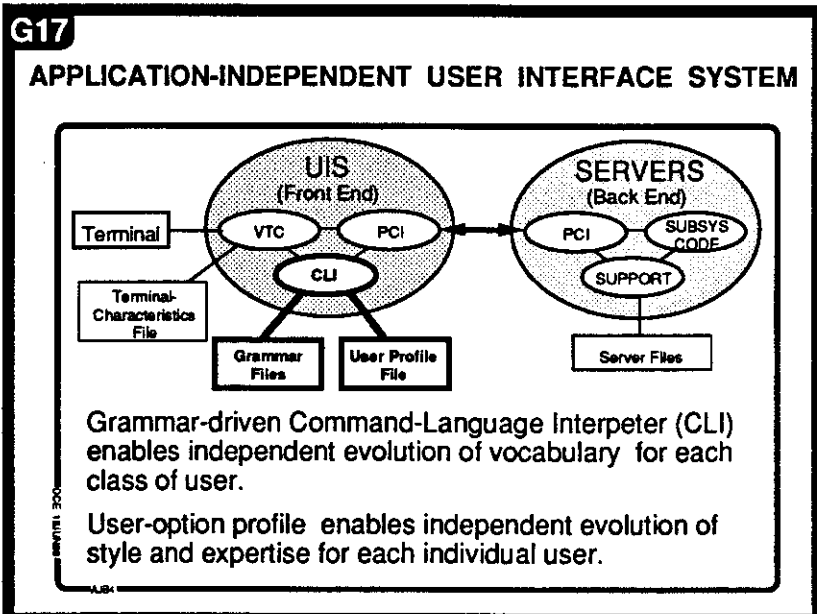 G17
APPLICATION-INDEPENDENT USER INTERFACE SYSTEM
UIS
(Front End)
SERVERS
(Back End)
Terminal
VTC
PCI
PCI
SUBSYS
CODE
CLI
SUPPORT
Terminal-
Characteristics
File
Grammar
Files
User Profile
File
Server Files
Grammar-driven Command-Language Interpeter (CLI)
enables independent evolution of vocabulary for each
class of user.
User-option profile enables independent evolution of
style and expertise for each individual user.